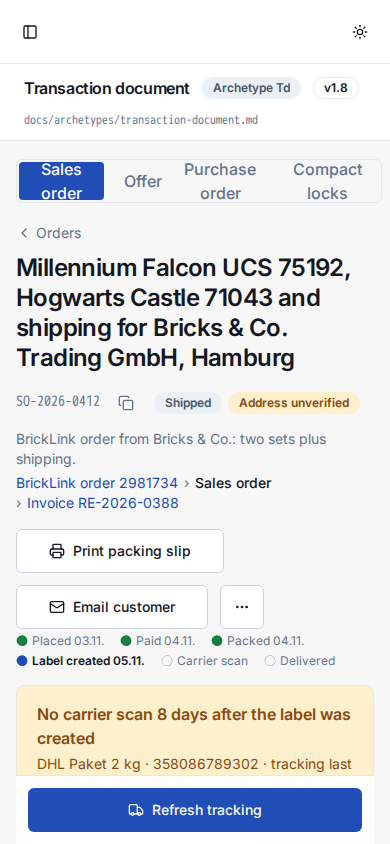 Transaction document Archetype Td v1.8
docs/archetypes/transaction-document.md
Sales order Offer Purchase order Compact locks
Orders
Millennium Falcon UCS 75192,
Hogwarts Castle 71043 and
shipping for Bricks & Co.
Trading GmbH, Hamburg
SO-2026-0412 Shipped Address unverified
BrickLink order from Bricks & Co.: two sets plus
shipping.
BrickLink order 2981734 › Sales order
› Invoice RE-2026-0388
Print packing slip
Email customer ···
Placed 03.11. Paid 04.11. Packed 04.11.
Label created 05.11. Carrier scan Delivered
No carrier scan 8 days after the label was
created
DHL Paket 2 kg · 358086789302 · tracking last
Refresh tracking